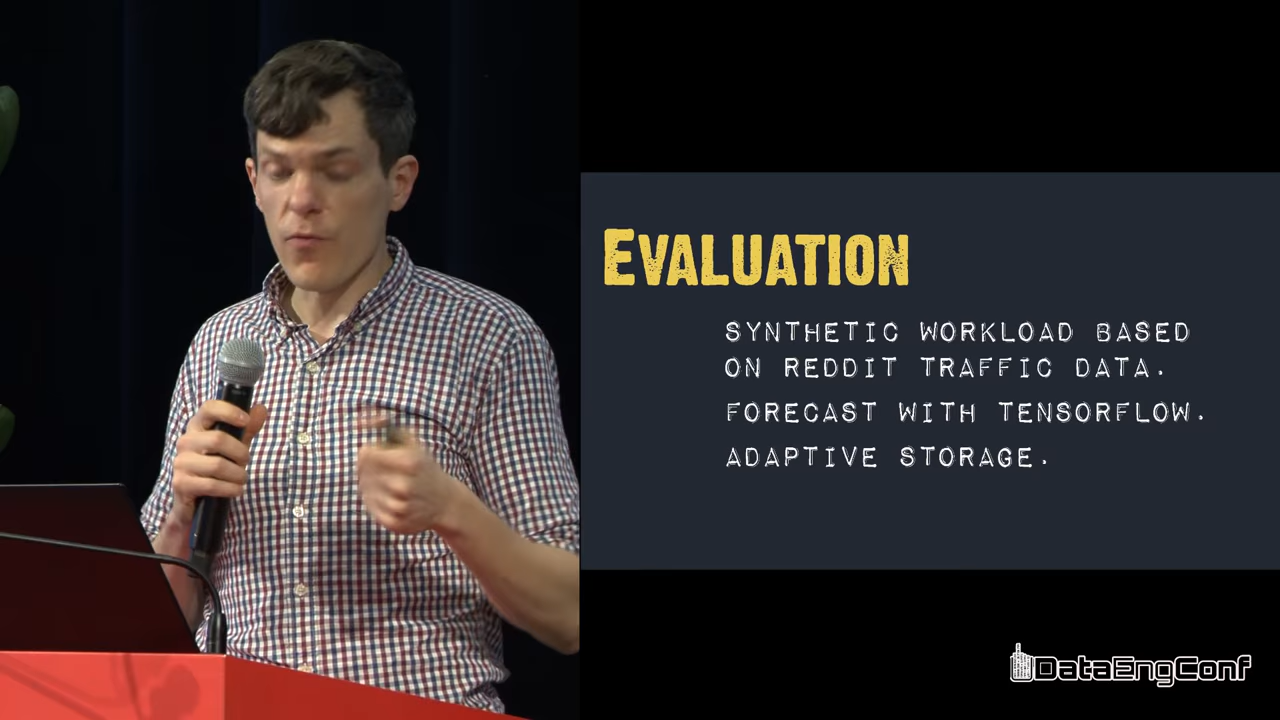 EVALUATION
SYNTHETIC WORKLOAD BASED
ON REDDIT TRAFFIC DATA.
FORECAST WITH TENSORFLOW.
ADAPTIVE STORAGE.
DataEngConf